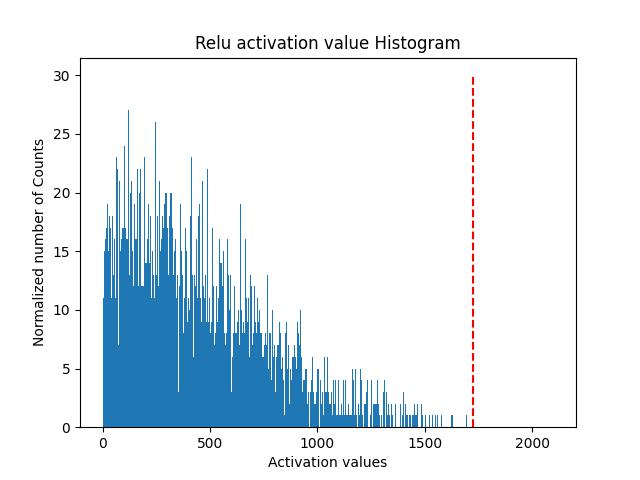 Relu activation value Histogram
Normalized number of Counts
30
25
20
15
10
5
0
0 500 1000 1500 2000
Activation values